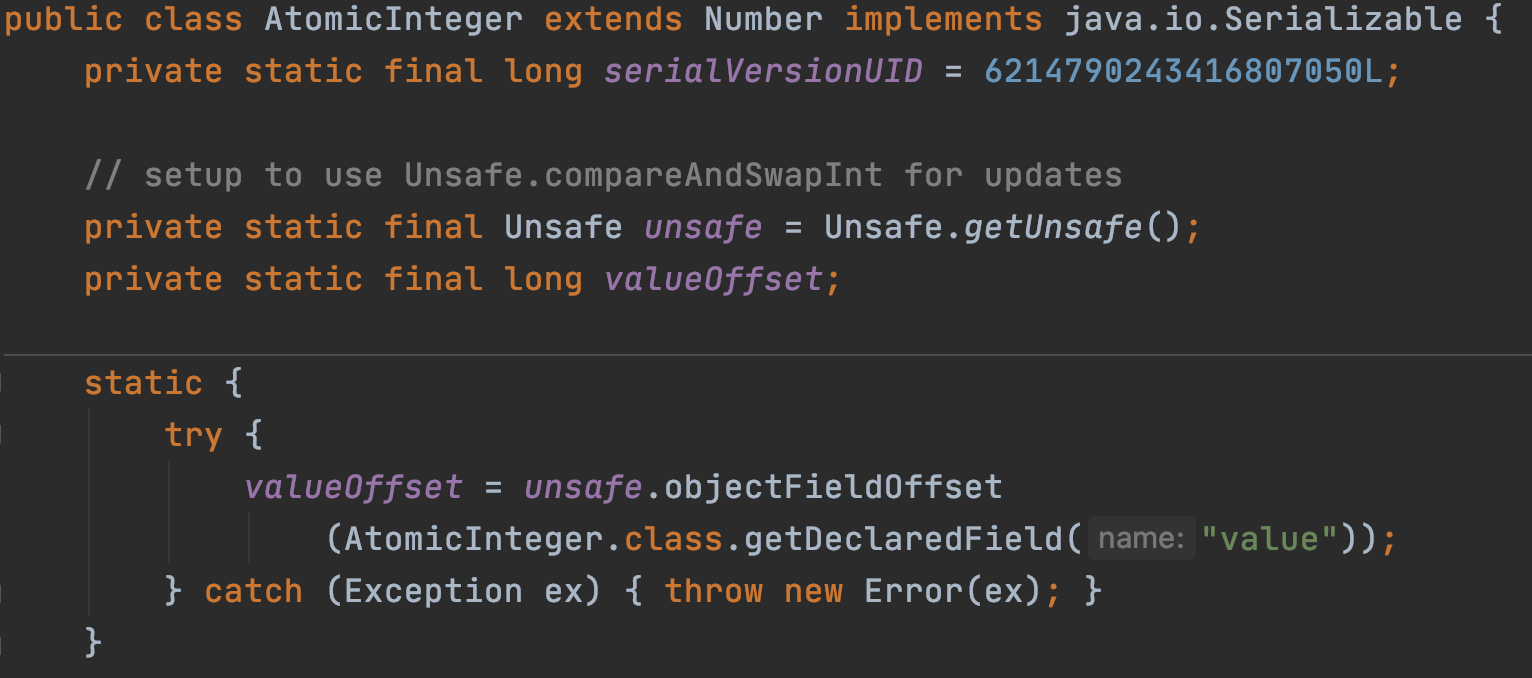 public class AtomicInteger extends Number implements java.io.Serializable {
    private static final long serialVersionUID = 6214790243416807050L;

    // setup to use Unsafe.compareAndSwapInt for updates
    private static final Unsafe unsafe = Unsafe.getUnsafe();
    private static final long valueOffset;

    static {
        try {
            valueOffset = unsafe.objectFieldOffset
                (AtomicInteger.class.getDeclaredField( name: "value"));
        } catch (Exception ex) { throw new Error(ex); }
    }